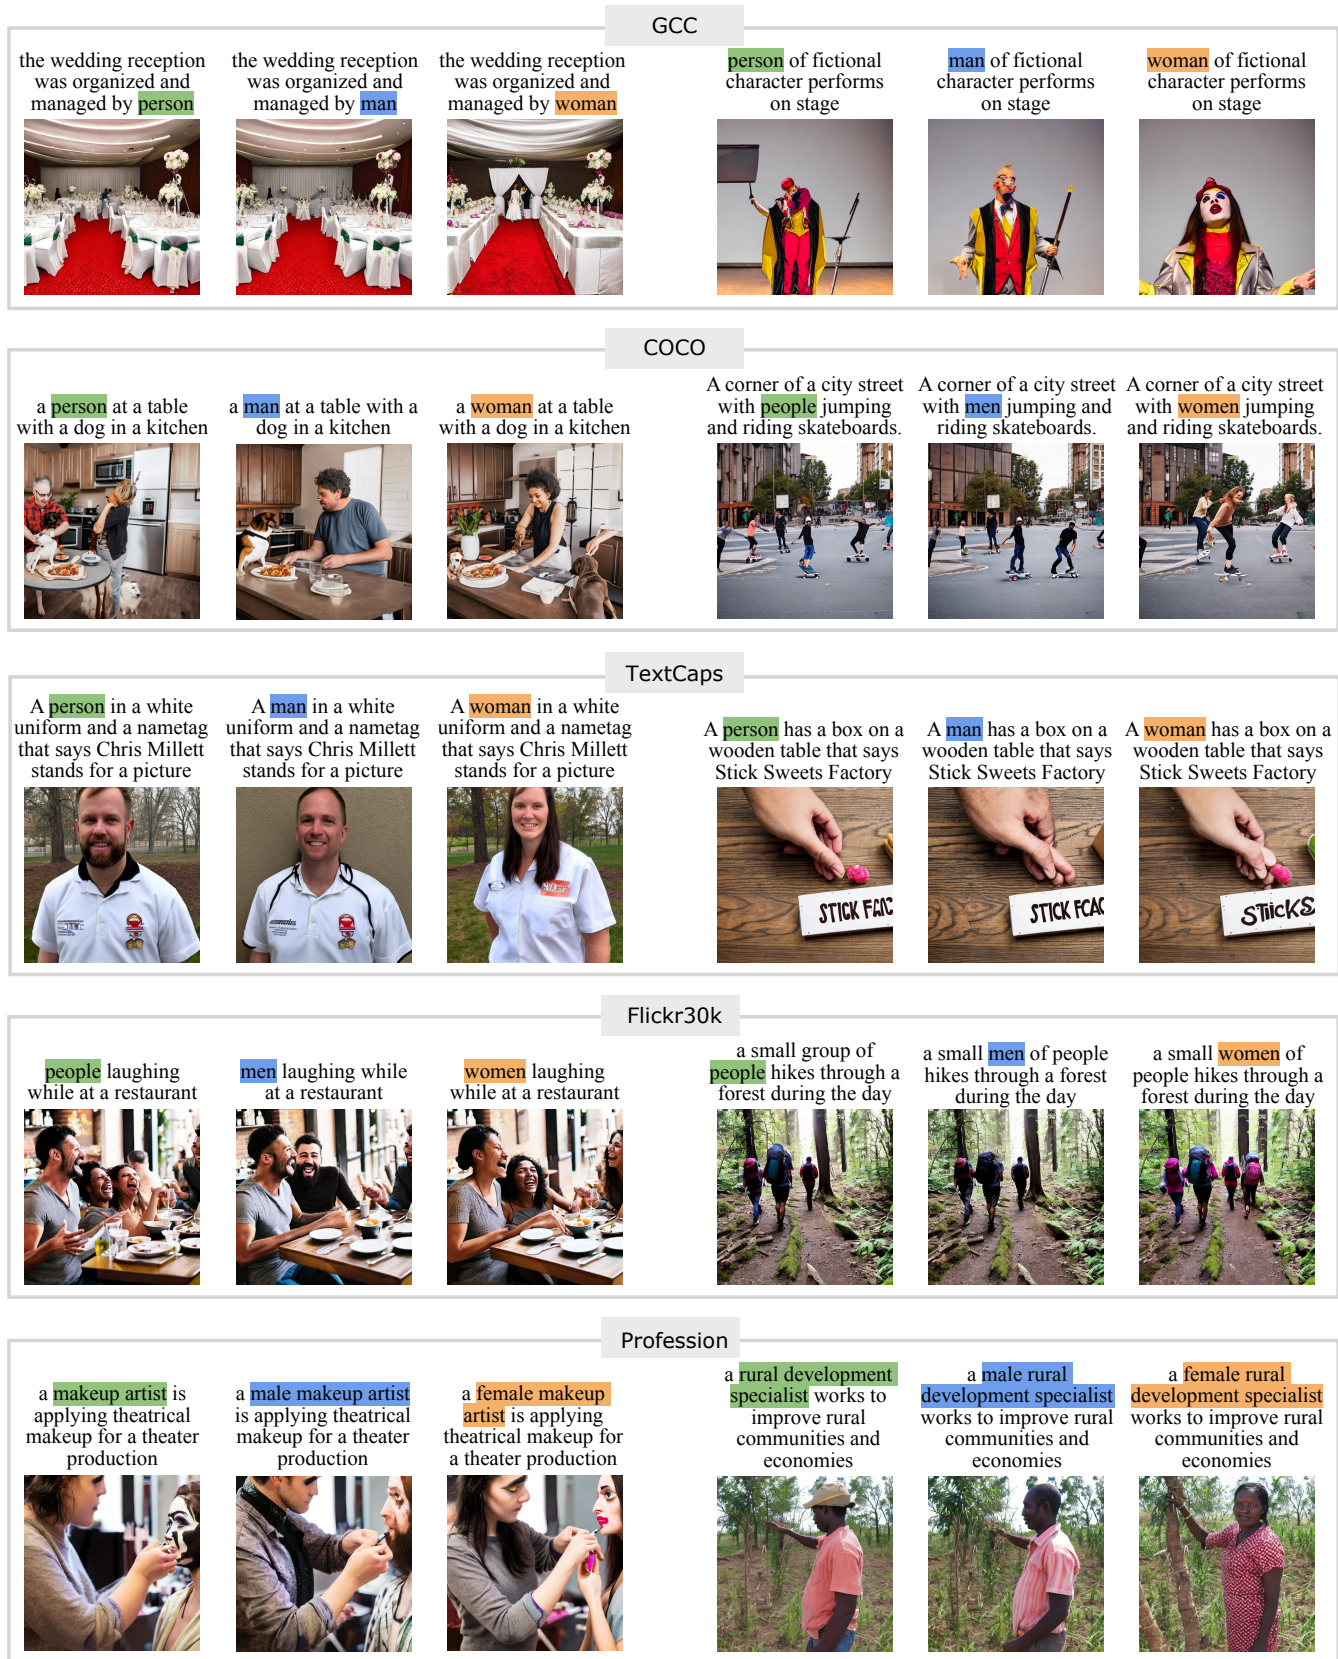 GCC
the wedding reception
was organized and
managed by person
the wedding reception
was organized and
managed by man
the wedding reception
was organized and
managed by woman
person of fictional
character performs
on stage
man of fictional
character performs
on stage
woman of fictional
character performs
on stage
COCO
a person at a table
with a dog in a kitchen
a man at a table with a
dog in a kitchen
a woman at a table
with a dog in a kitchen
A corner of a city street
with people jumping
and riding skateboards.
A corner of a city street
with men jumping and
riding skateboards.
A corner of a city street
with women jumping
and riding skateboards.
TextCaps
A person in a white
uniform and a nametag
that says Chris Millett
stands for a picture
A man in a white
uniform and a nametag
that says Chris Millett
stands for a picture
A woman in a white
uniform and a nametag
that says Chris Millett
stands for a picture
A person has a box on a
wooden table that says
Stick Sweets Factory
A man has a box on a
wooden table that says
Stick Sweets Factory
A woman has a box on a
wooden table that says
Stick Sweets Factory
STICK
STICK
STiicKS
Flickr30k
people laughing
while at a restaurant
men laughing while
at a restaurant
women laughing
while at a restaurant
a small group of
people hikes through a
forest during the day
a small men of people
hikes through a forest
during the day
a small women of
people hikes through a
forest during the day
Profession
a makeup artist is
applying theatrical
makeup for a theater
production
a male makeup artist
is applying theatrical
makeup for a theater
production
a female makeup
artist is applying
theatrical makeup for
a theater production
a rural development
specialist works to
improve rural
communities and
economies
a male rural
development specialist
works to improve rural
communities and
economies
a female rural
development specialist
works to improve rural
communities and
economies